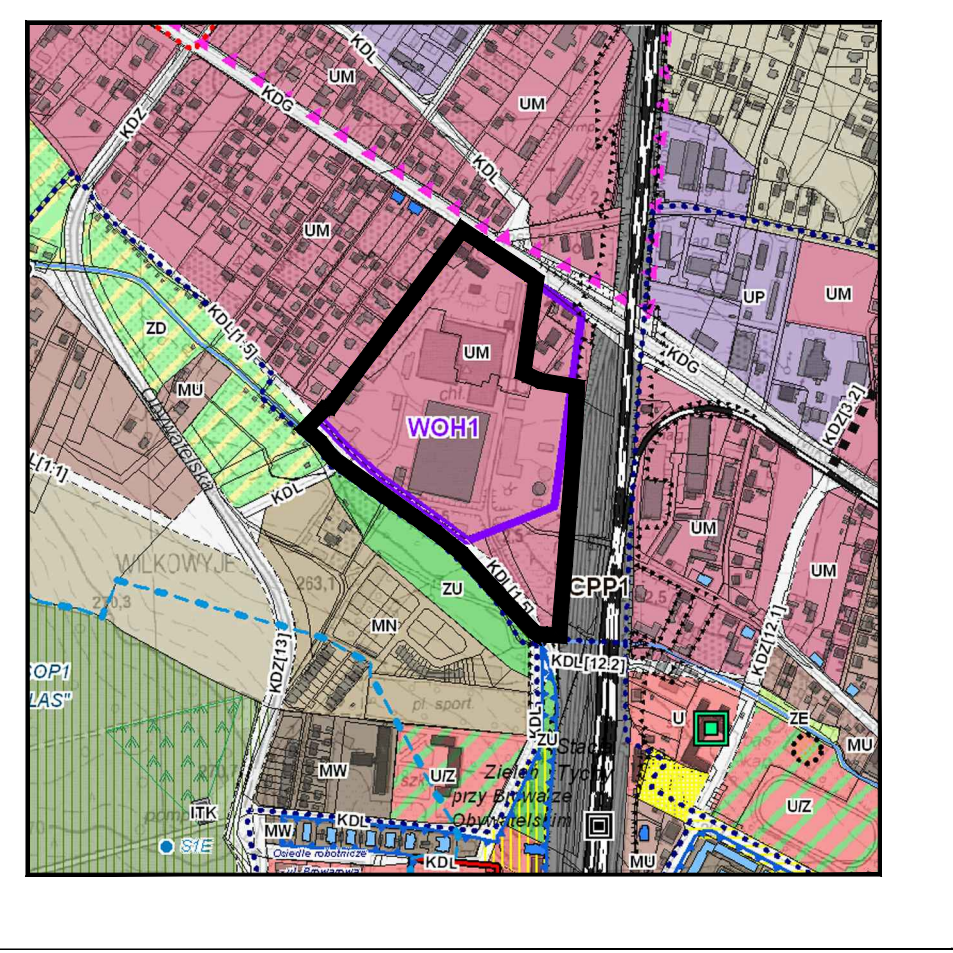 KDL
UM
KDG
UM
KDZ
KDL
UM
UP
UM
ZD
KDL[1.5]
UM
KDG
MU
chł.
WOH1
KDZ[3.2]
Obywatelska
L[1:1]
KDL
UM
WILKOWYJE
263,1
ZU
KDL[1.5]
CPP1
2.5
UM
270,3
MN
KDZ[13]
KDL[12.2]
KDZ[12.1]
OP1
LAS"
pl. sport.
KDL
ZU
U
ZE
MU
MW
U/Z
Stacja
Zieleń Tychy
przy Browarze
Obywatelskim
U/Z
ITK
S1E
MW
KDL
Osiedle robotnicze
KDL
MU